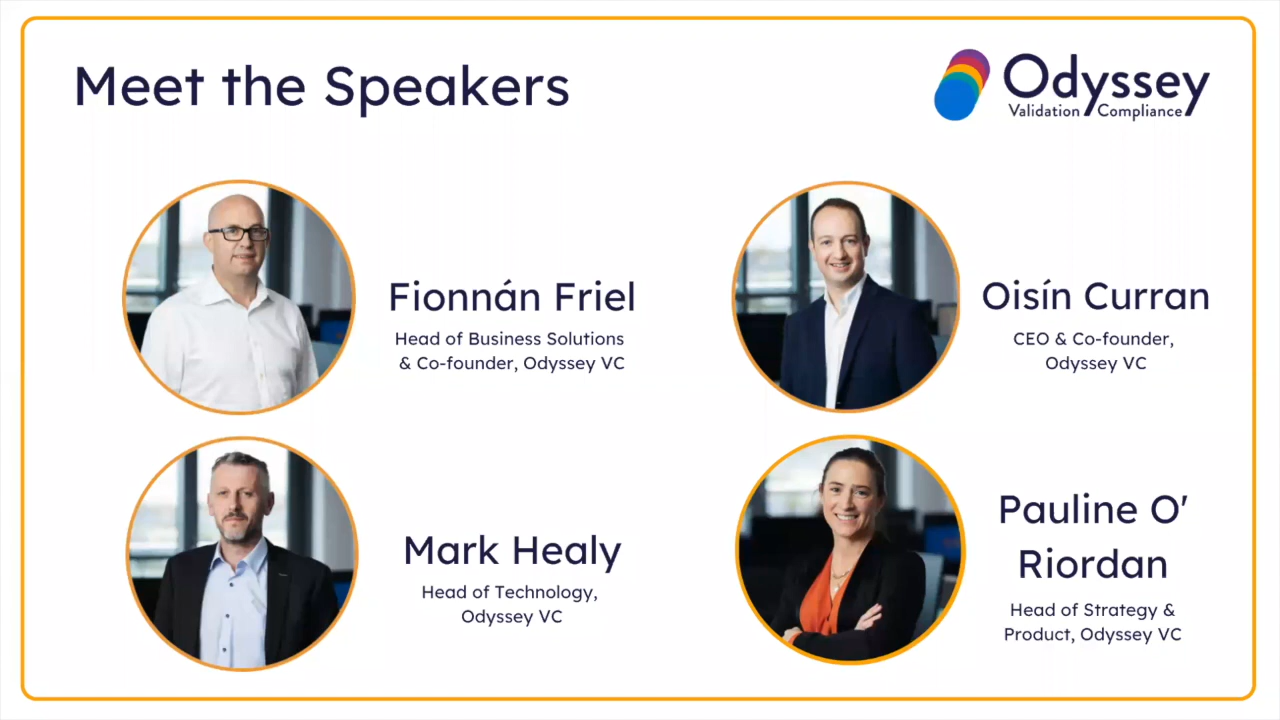 Meet the Speakers
Odyssey
Validation Compliance
Fionnán Friel
Head of Business Solutions
& Co-founder, Odyssey VC
Oisín Curran
CEO & Co-founder,
Odyssey VC
Mark Healy
Head of Technology,
Odyssey VC
Pauline O'
Riordan
Head of Strategy &
Product, Odyssey VC